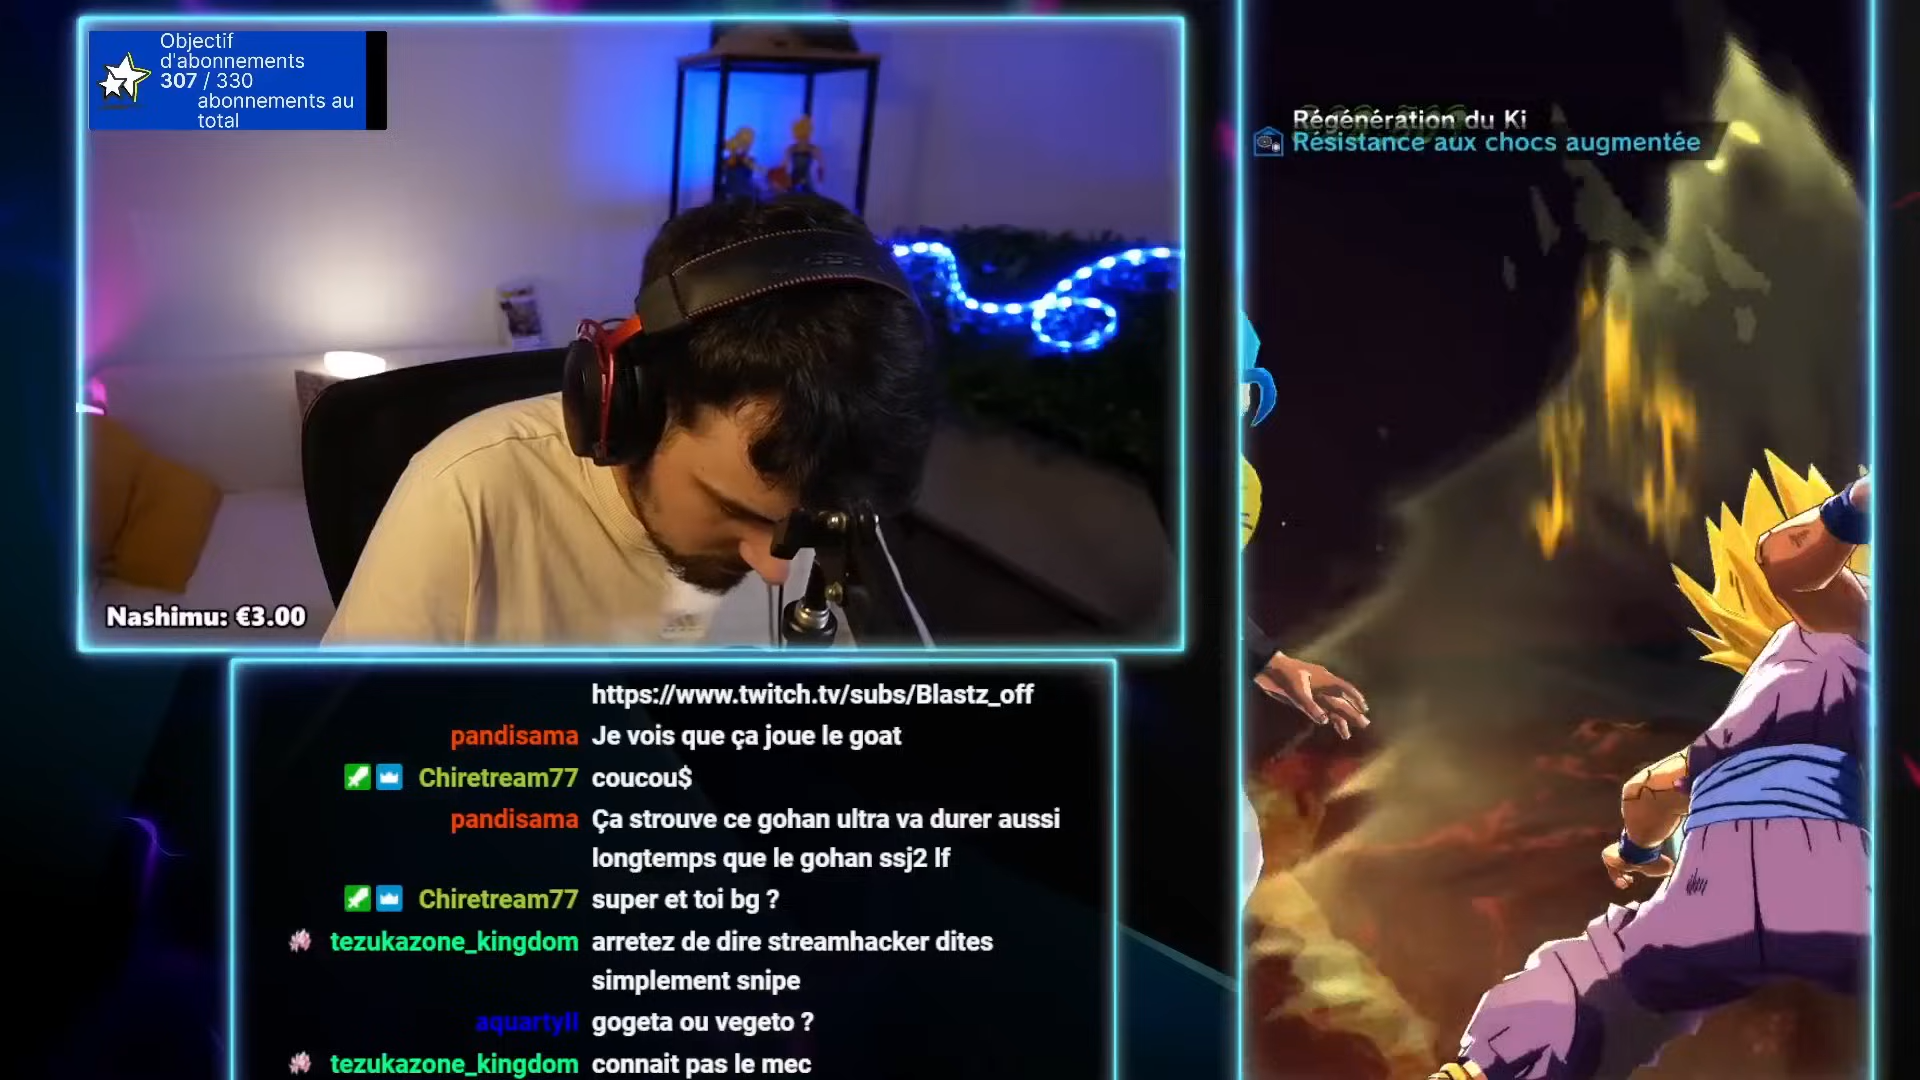 Objectif
d'abonnements
307 / 330
abonnements au
total
Nashimu: €3.00
https://www.twitch.tv/subs/Blastz_off
pandisama Je vois que ça joue le goat
Chiretream77 coucou$
pandisama Ça strouve ce gohan ultra va durer aussi
longtemps que le gohan ssj2 lf
Chiretream77 super et toi bg ?
tezukazone_kingdom arretez de dire streamhacker dites
simplement snipe
aquartyll gogeta ou vegeto ?
tezukazone_kingdom connait pas le mec
Régénération du Ki
Résistance aux chocs augmentée